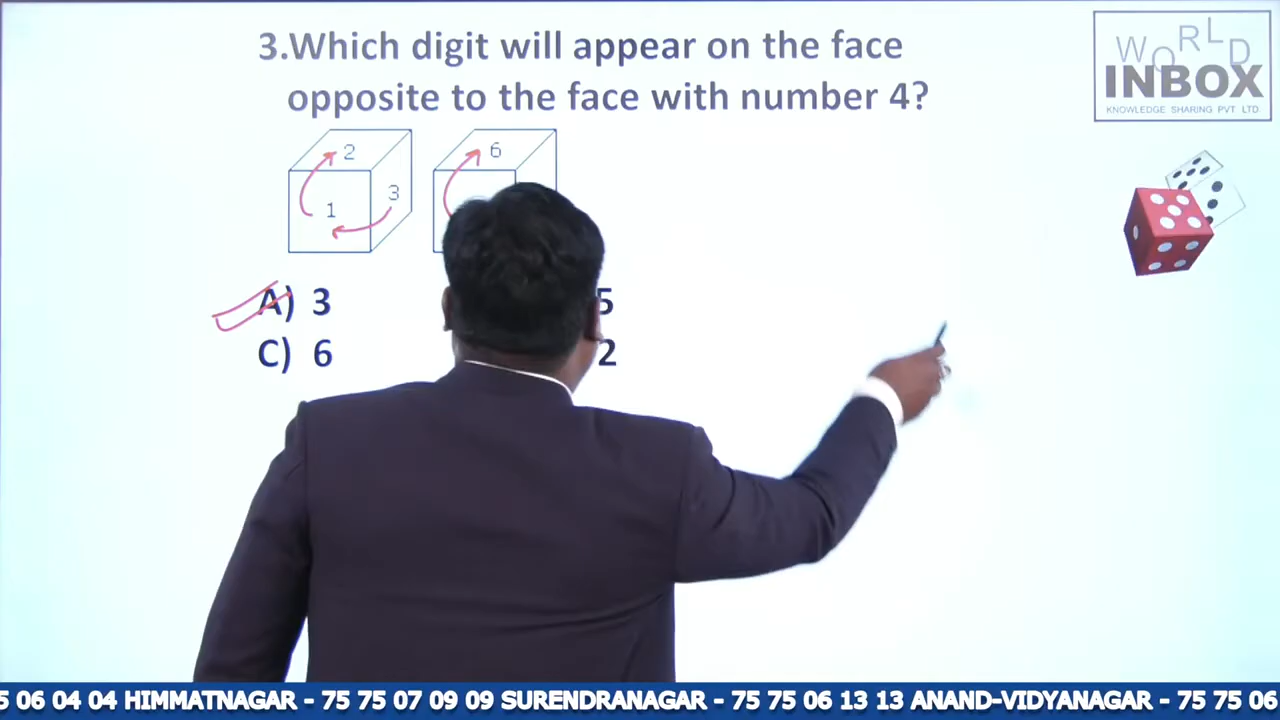 3.Which digit will appear on the face
opposite to the face with number 4?
WORLD
INBOX
KNOWLEDGE SHARING PVT LTD.
2
6
3
1
A) 3
5
C) 6
2
5 06 04 04 HIMMATNAGAR - 75 75 07 09 09 SURENDRANAGAR - 75 75 06 13 13 ANAND-VIDYANAGAR - 75 75 06